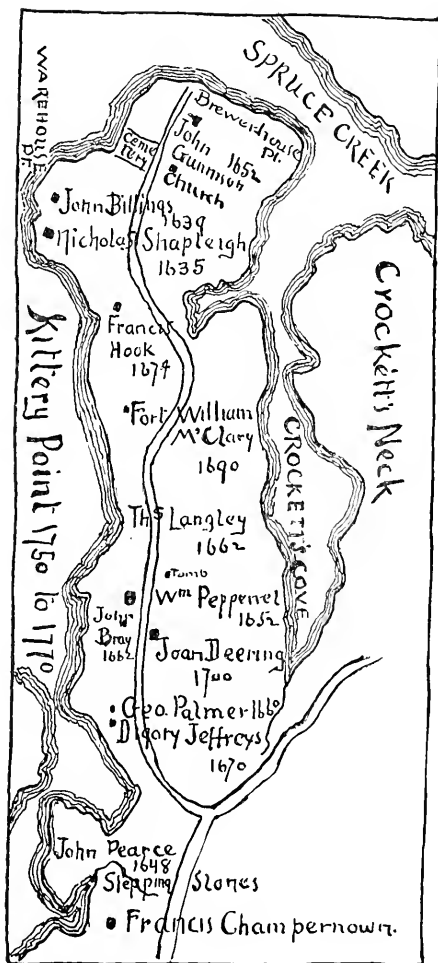 SPRUCE CREEK
WAREHOUSE
PT.
Brewerhouse
Pt.
Ceme
tery
John
Gunnison 1652
Church
John Billings
1639
Nicholas Shapleigh
1635
Crockett's Neck
Kittery Point 1750 to 1770
Francis
Hook
1674
Fort William
McClary
1690
CROCKETT'S COVE
Ths Langley
1662
Tomb
Wm Pepperrel
1652
John
Bray
1662
Joan Deering
1700
Geo. Palmer 1660
Digory Jeffreys
1670
John Pearce
1648
Stepping Stones
Francis Champernown.